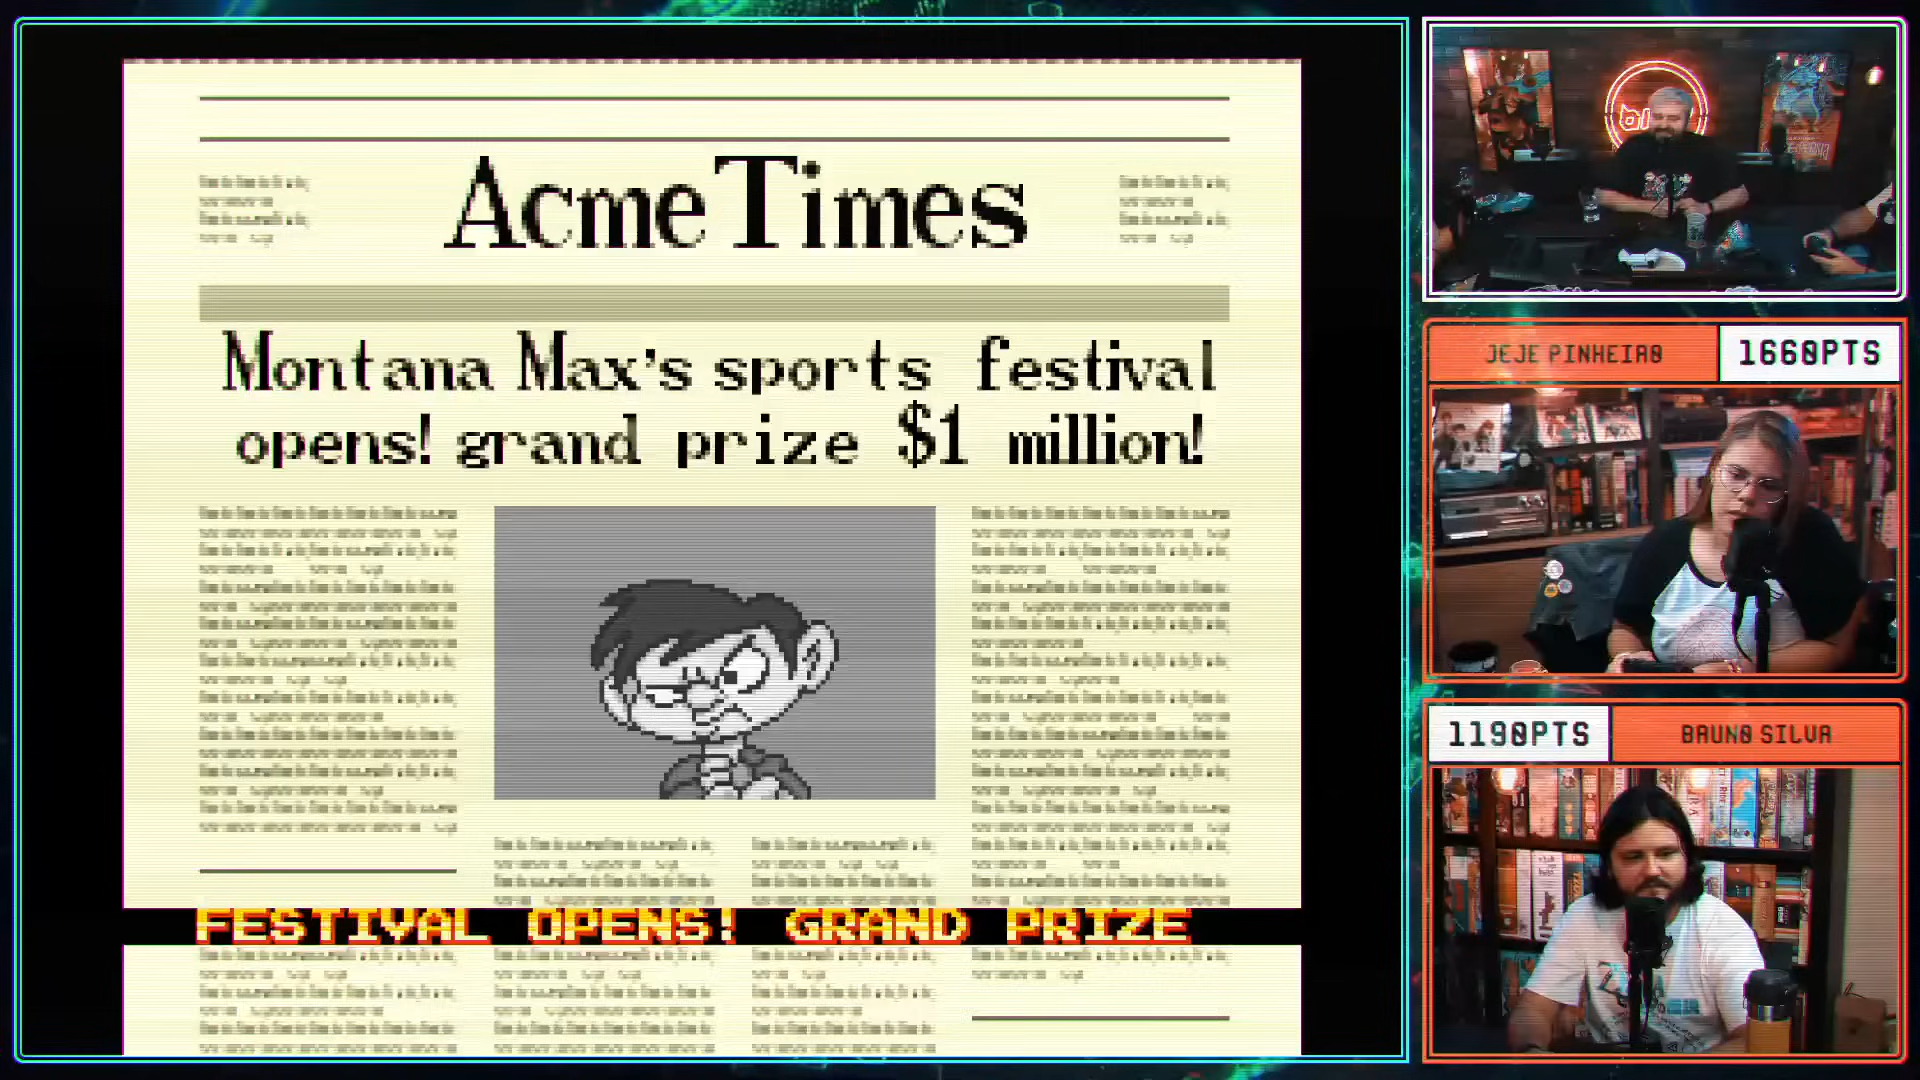 Acme Times
Montana Max's sports festival
opens! grand prize $1 million!
FESTIVAL OPENS! GRAND PRIZE
JEJE PINHEIRO
1660PTS
1190PTS
BRUNO SILVA